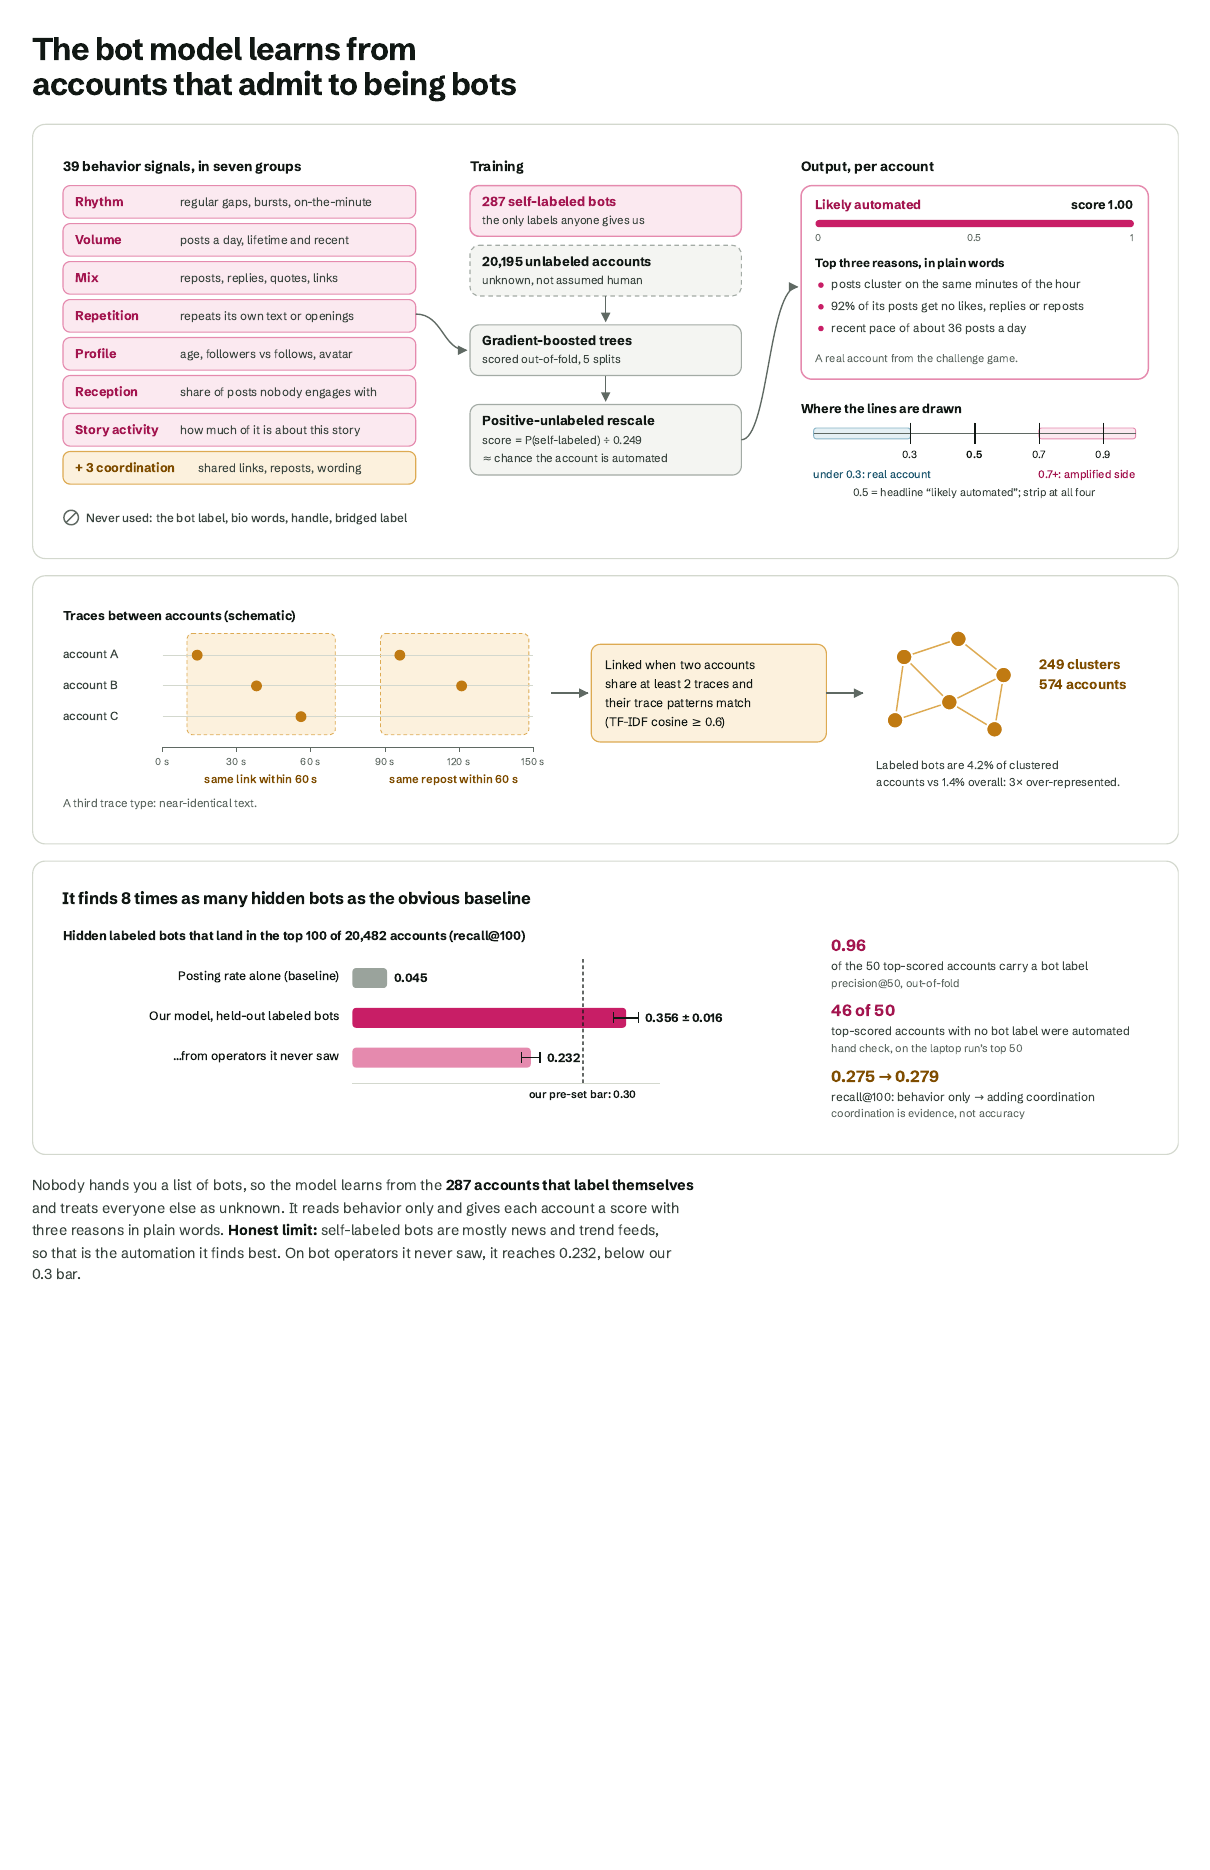 The bot model learns from
accounts that admit to being bots
39 behavior signals, in seven groups
Rhythm regular gaps, bursts, on-the-minute
Volume posts a day, lifetime and recent
Mix reposts, replies, quotes, links
Repetition repeats its own text or openings
Profile age, followers vs follows, avatar
Reception share of posts nobody engages with
Story activity how much of it is about this story
+ 3 coordination shared links, reposts, wording
Never used: the bot label, bio words, handle, bridged label
Training
287 self-labeled bots
the only labels anyone gives us
20,195 unlabeled accounts
unknown, not assumed human
Gradient-boosted trees
scored out-of-fold, 5 splits
Positive-unlabeled rescale
score = P(self-labeled) ÷ 0.249
≈ chance the account is automated
Output, per account
Likely automated score 1.00
0 0.5 1
Top three reasons, in plain words
posts cluster on the same minutes of the hour
92% of its posts get no likes, replies or reposts
recent pace of about 36 posts a day
A real account from the challenge game.
Where the lines are drawn
0.3 0.5 0.7 0.9
under 0.3: real account 0.7+: amplified side
0.5 = headline “likely automated”; strip at all four
Traces between accounts (schematic)
account A
account B
account C
0 s 30 s 60 s 90 s 120 s 150 s
same link within 60 s same repost within 60 s
A third trace type: near-identical text.
Linked when two accounts
share at least 2 traces and
their trace patterns match
(TF-IDF cosine ≥ 0.6)
249 clusters
574 accounts
Labeled bots are 4.2% of clustered
accounts vs 1.4% overall: 3× over-represented.
It finds 8 times as many hidden bots as the obvious baseline
Hidden labeled bots that land in the top 100 of 20,482 accounts (recall@100)
Posting rate alone (baseline) 0.045
Our model, held-out labeled bots 0.356 ± 0.016
…from operators it never saw 0.232
our pre-set bar: 0.30
0.96
of the 50 top-scored accounts carry a bot label
precision@50, out-of-fold
46 of 50
top-scored accounts with no bot label were automated
hand check, on the laptop run’s top 50
0.275 → 0.279
recall@100: behavior only → adding coordination
coordination is evidence, not accuracy
Nobody hands you a list of bots, so the model learns from the 287 accounts that label themselves
and treats everyone else as unknown. It reads behavior only and gives each account a score with
three reasons in plain words. Honest limit: self-labeled bots are mostly news and trend feeds,
so that is the automation it finds best. On bot operators it never saw, it reaches 0.232, below our
0.3 bar.